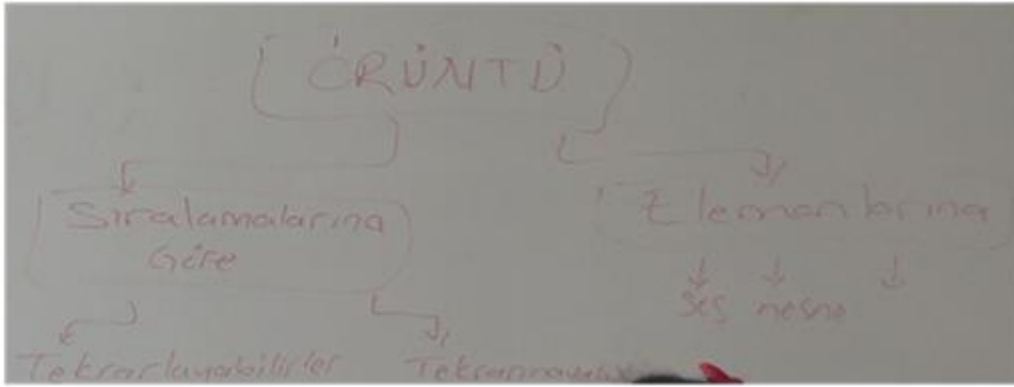 ÖRÜNTÜ
Sıralamalarına
Göre
Elemanlarına
ses nesne
Tekrarlayabilirler